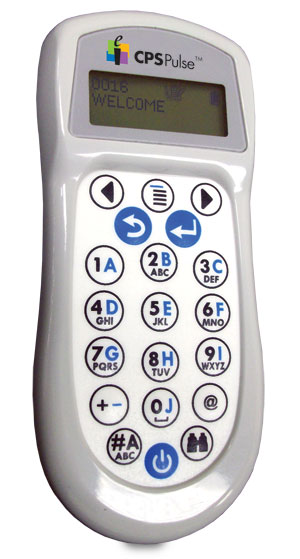 e i CPSPulse™
0016
WELCOME
1A 2B ABC 3C DEF
4D GHI 5E JKL 6F MNO
7G PQRS 8H TUV 9I WXYZ
+- 0J @
#A ABC